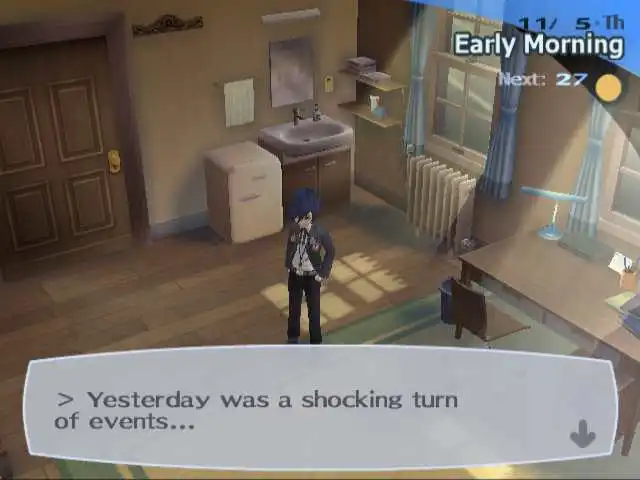 11/ 5・Th
Early Morning
Next: 27
> Yesterday was a shocking turn
of events...